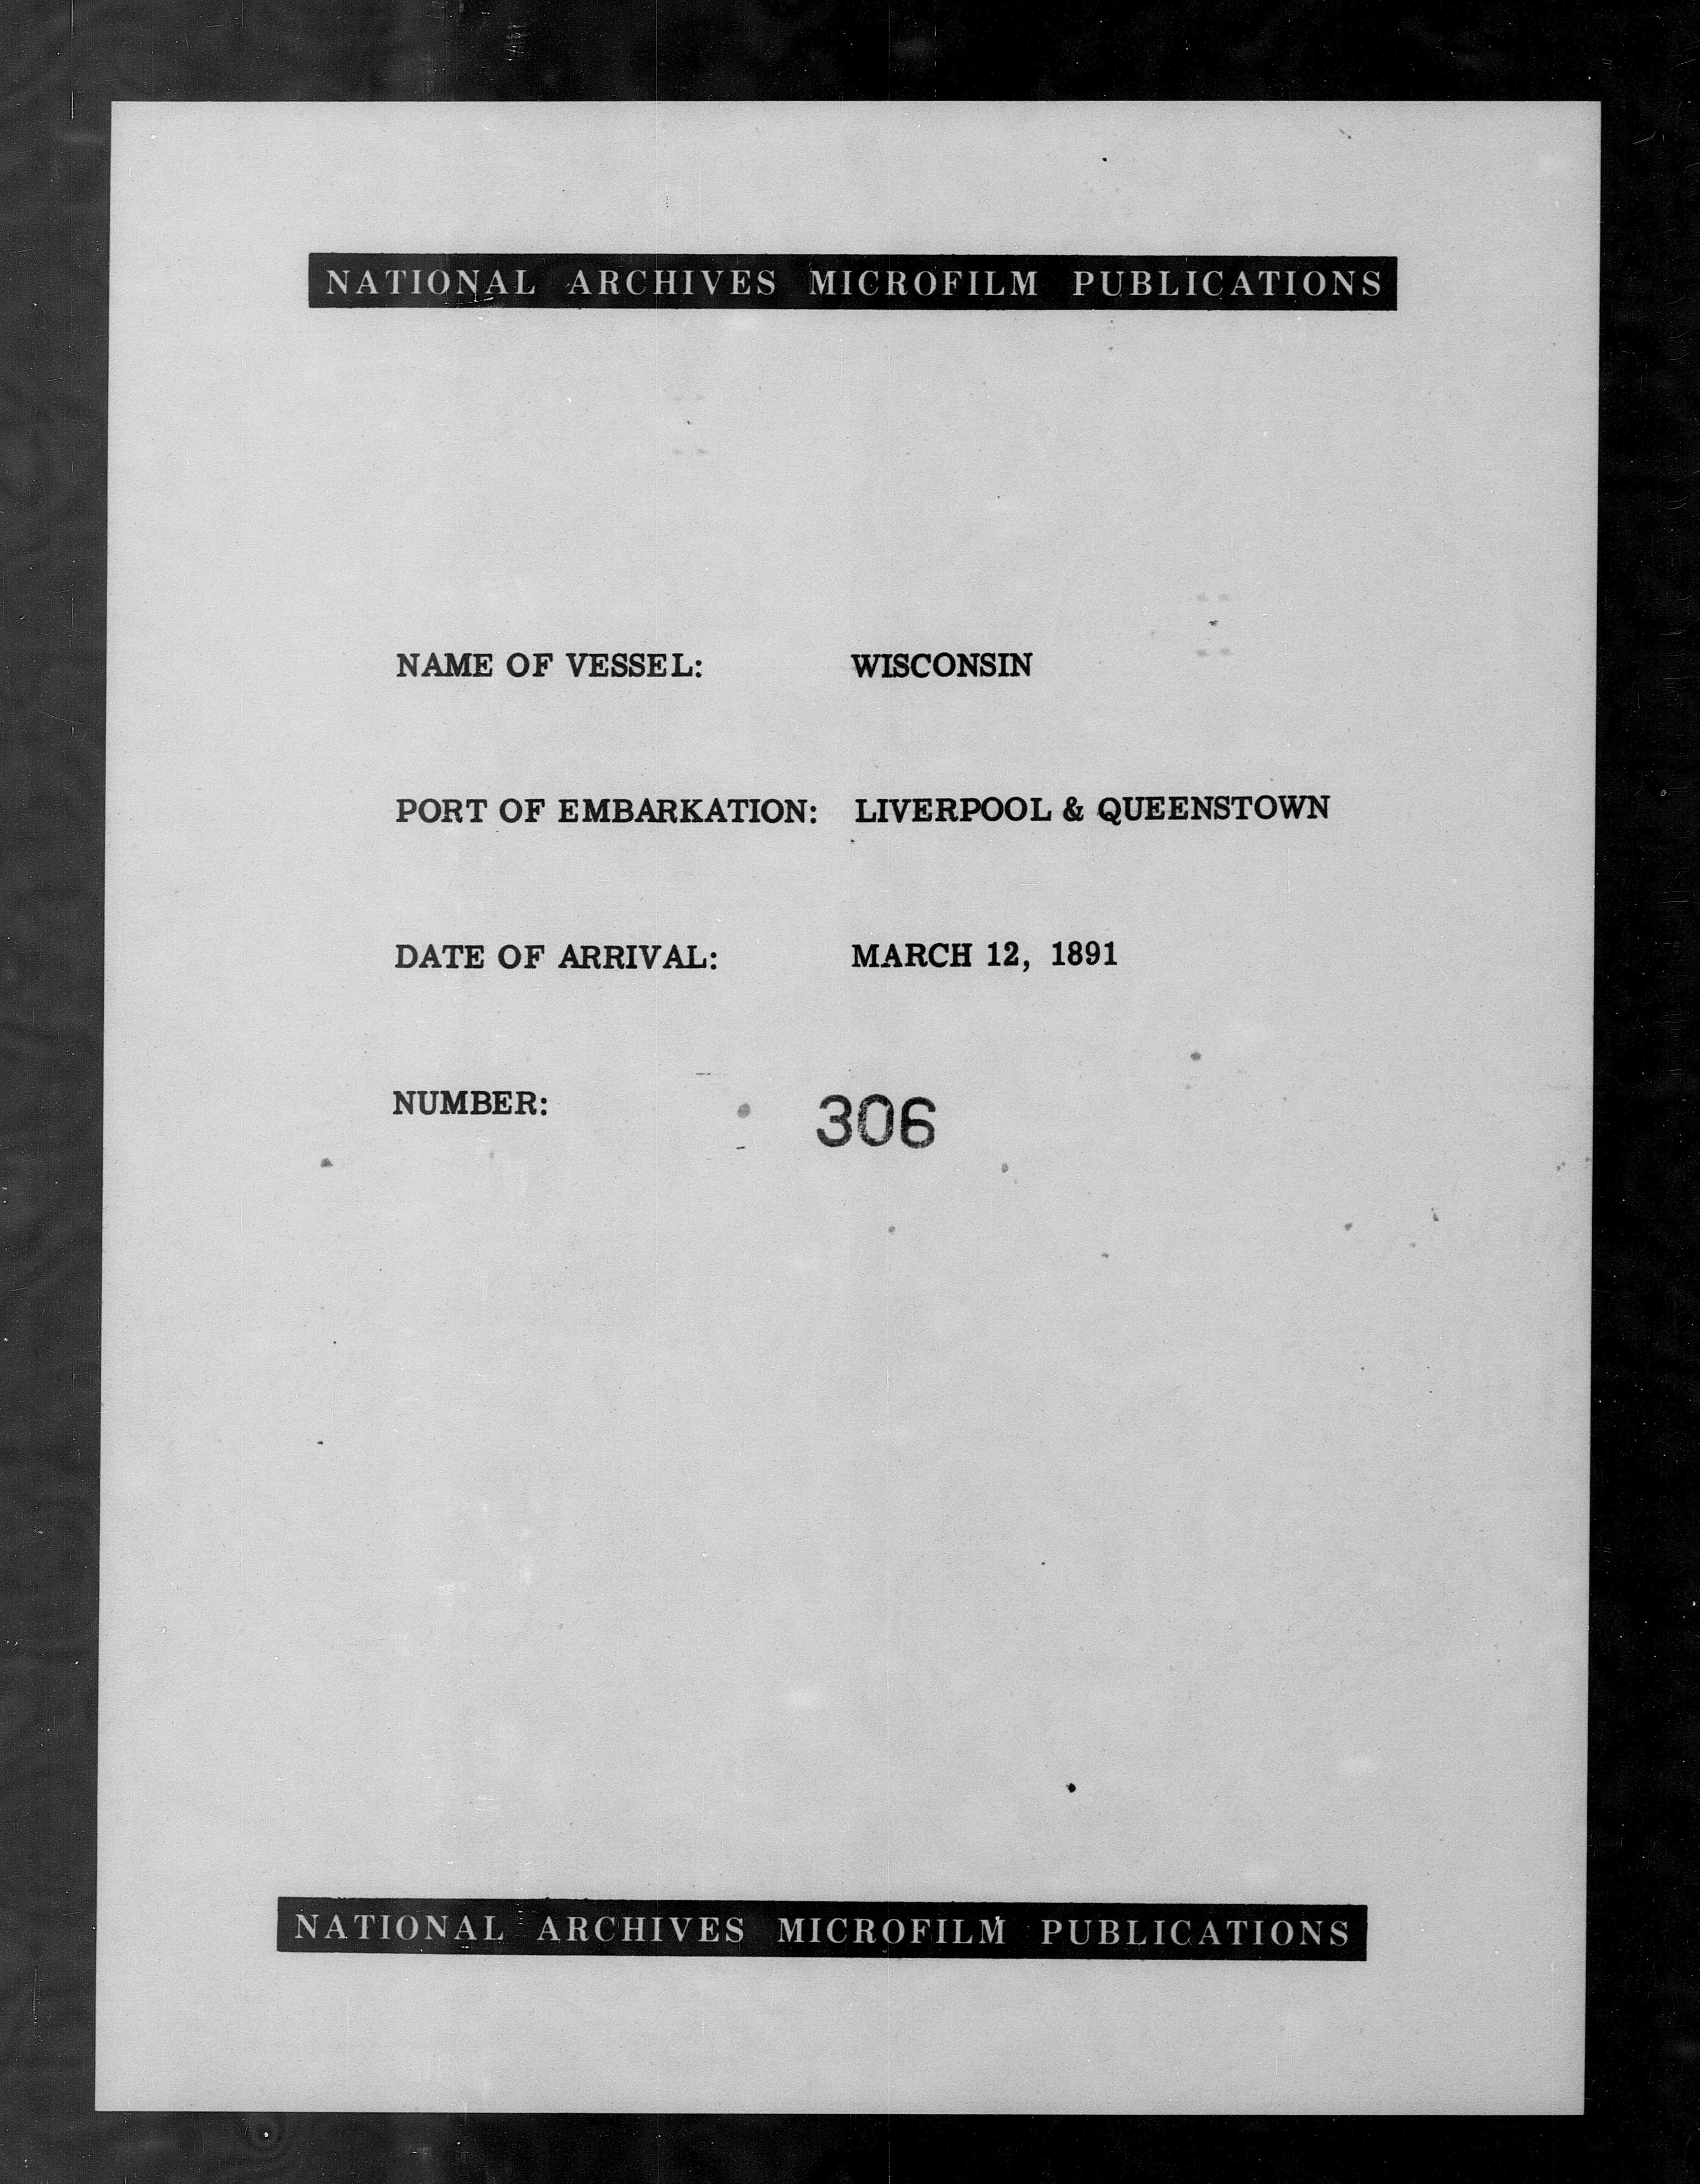 NATIONAL ARCHIVES MICROFILM PUBLICATIONS
NAME OF VESSEL: WISCONSIN
PORT OF EMBARKATION: LIVERPOOL & QUEENSTOWN
DATE OF ARRIVAL: MARCH 12, 1891
NUMBER: 306
NATIONAL ARCHIVES MICROFILM PUBLICATIONS